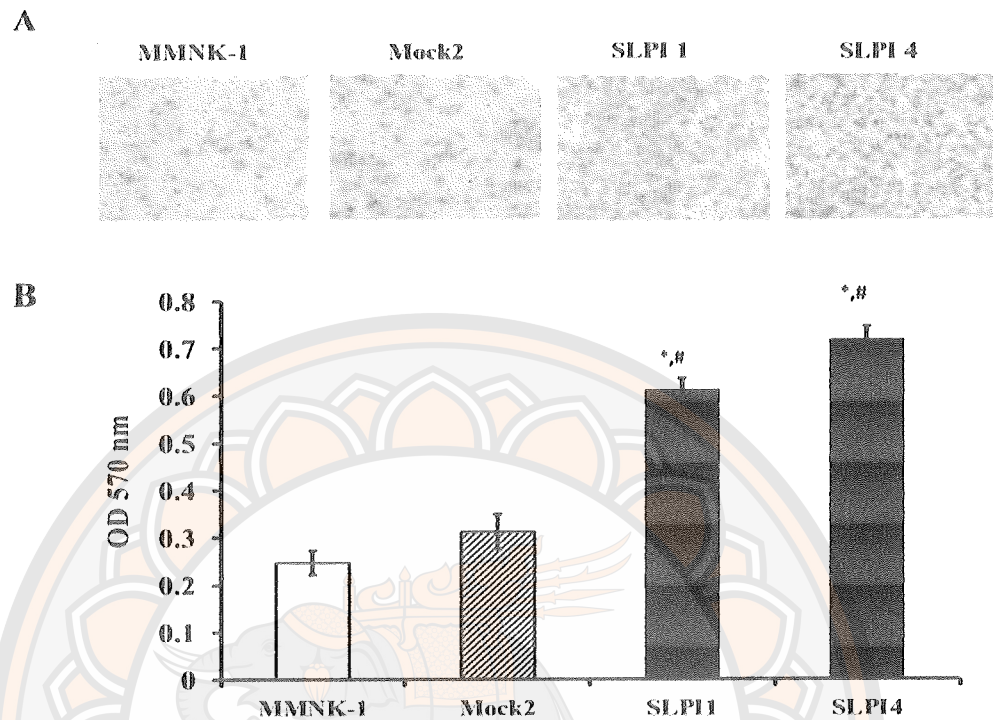 A
MMNK-1 Mock2 SLPI 1 SLPI 4
B
0.8
0.7
0.6
0.5
0.4
0.3
0.2
0.1
0
OD 570 nm
*,#
*,#
MMNK-1 Mock2 SLPI1 SLPI4